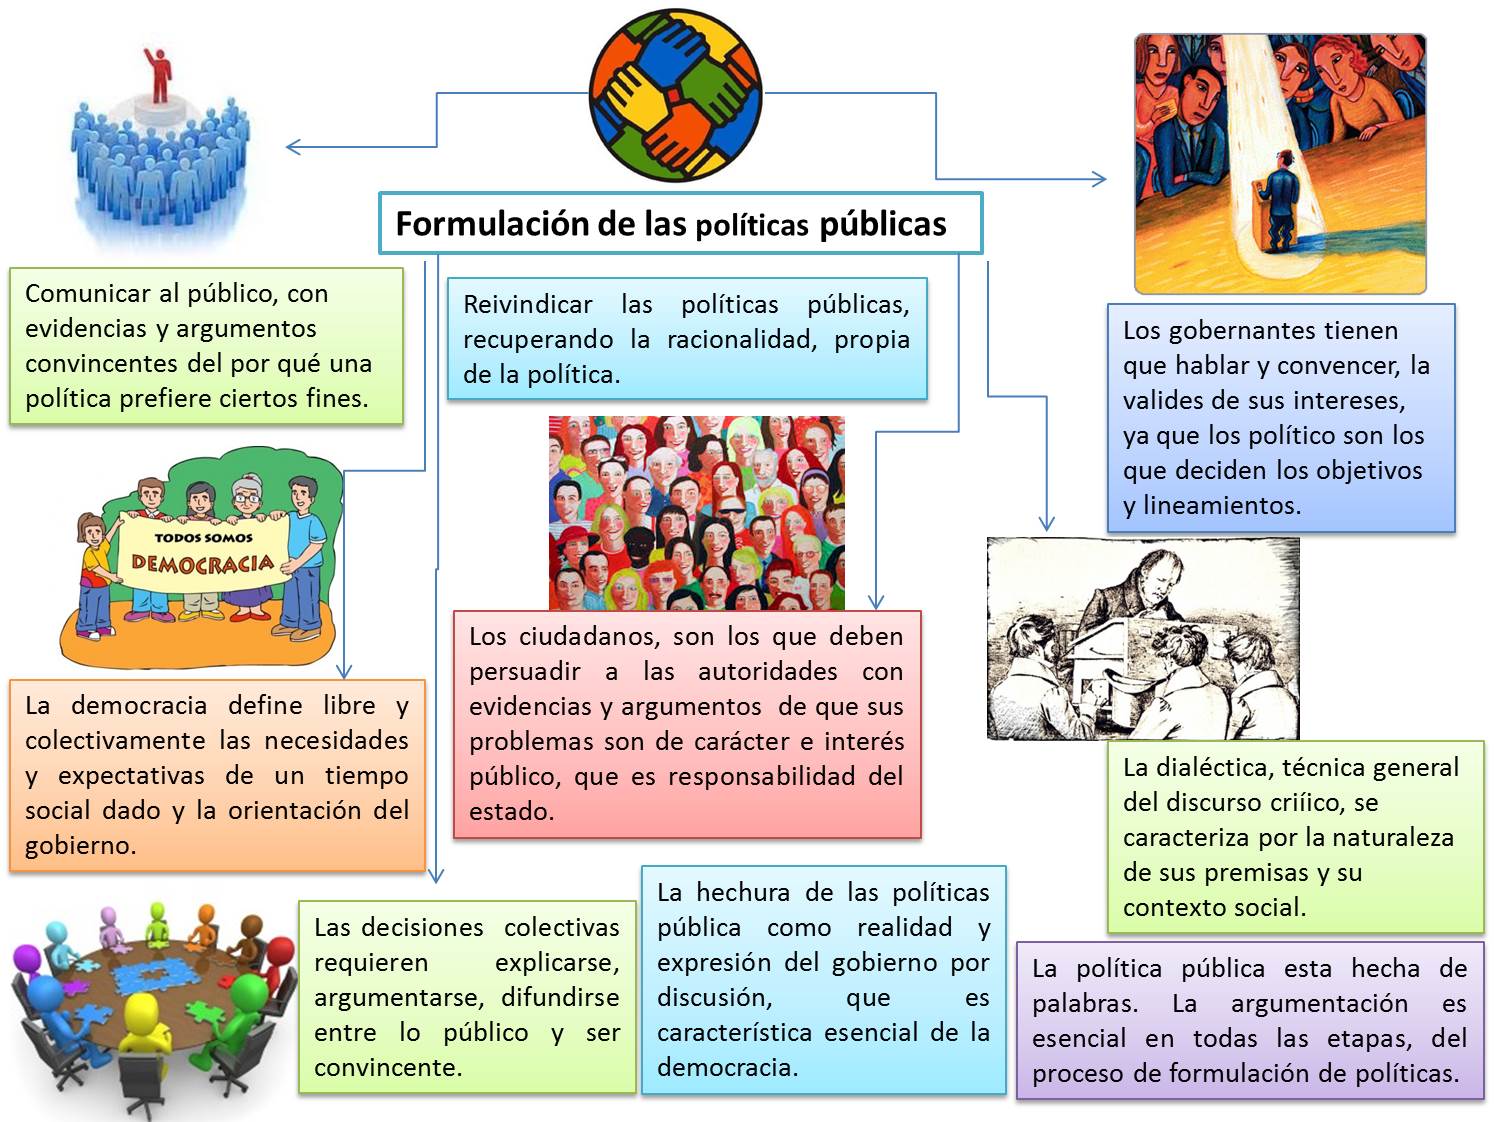 Formulación de las políticas públicas
Comunicar al público, con
evidencias y argumentos
convincentes del por qué una
política prefiere ciertos fines.
Reivindicar las políticas públicas,
recuperando la racionalidad, propia
de la política.
Los gobernantes tienen
que hablar y convencer, la
valides de sus intereses,
ya que los político son los
que deciden los objetivos
y lineamientos.
TODOS SOMOS
DEMOCRACIA
La democracia define libre y
colectivamente las necesidades
y expectativas de un tiempo
social dado y la orientación del
gobierno.
Los ciudadanos, son los que deben
persuadir a las autoridades con
evidencias y argumentos de que sus
problemas son de carácter e interés
público, que es responsabilidad del
estado.
La dialéctica, técnica general
del discurso criíico, se
caracteriza por la naturaleza
de sus premisas y su
contexto social.
Las decisiones colectivas
requieren explicarse,
argumentarse, difundirse
entre lo público y ser
convincente.
La hechura de las políticas
pública como realidad y
expresión del gobierno por
discusión, que es
característica esencial de la
democracia.
La política pública esta hecha de
palabras. La argumentación es
esencial en todas las etapas, del
proceso de formulación de políticas.